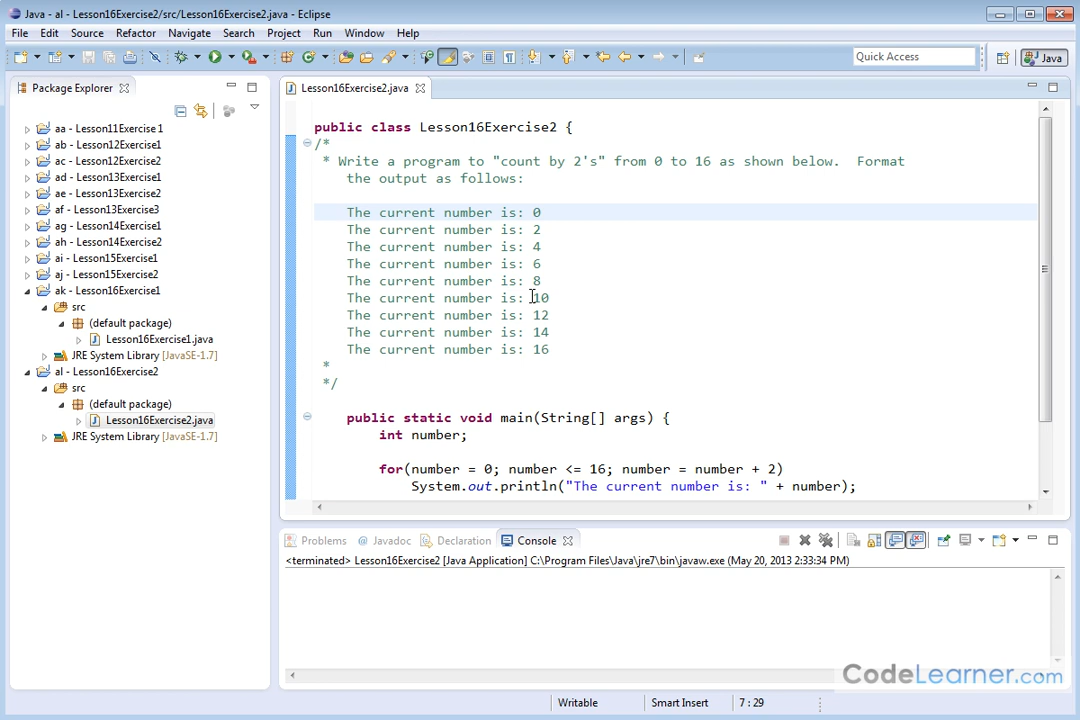 Java - al - Lesson16Exercise2/src/Lesson16Exercise2.java - Eclipse
File Edit Source Refactor Navigate Search Project Run Window Help
Quick Access
Java
Package Explorer
aa - Lesson11Exercise1
ab - Lesson12Exercise1
ac - Lesson12Exercise2
ad - Lesson13Exercise1
ae - Lesson13Exercise2
af - Lesson13Exercise3
ag - Lesson14Exercise1
ah - Lesson14Exercise2
ai - Lesson15Exercise1
aj - Lesson15Exercise2
ak - Lesson16Exercise1
src
(default package)
Lesson16Exercise1.java
JRE System Library [JavaSE-1.7]
al - Lesson16Exercise2
src
(default package)
Lesson16Exercise2.java
JRE System Library [JavaSE-1.7]
Lesson16Exercise2.java
public class Lesson16Exercise2 {
/*
* Write a program to "count by 2's" from 0 to 16 as shown below.  Format
the output as follows:
The current number is: 0
The current number is: 2
The current number is: 4
The current number is: 6
The current number is: 8
The current number is: 10
The current number is: 12
The current number is: 14
The current number is: 16
*
*/
public static void main(String[] args) {
int number;
for(number = 0; number <= 16; number = number + 2)
System.out.println("The current number is: " + number);
Problems @ Javadoc Declaration Console
<terminated> Lesson16Exercise2 [Java Application] C:\Program Files\Java\jre7\bin\javaw.exe (May 20, 2013 2:33:34 PM)
CodeLearner.com
Writable Smart Insert 7 : 29